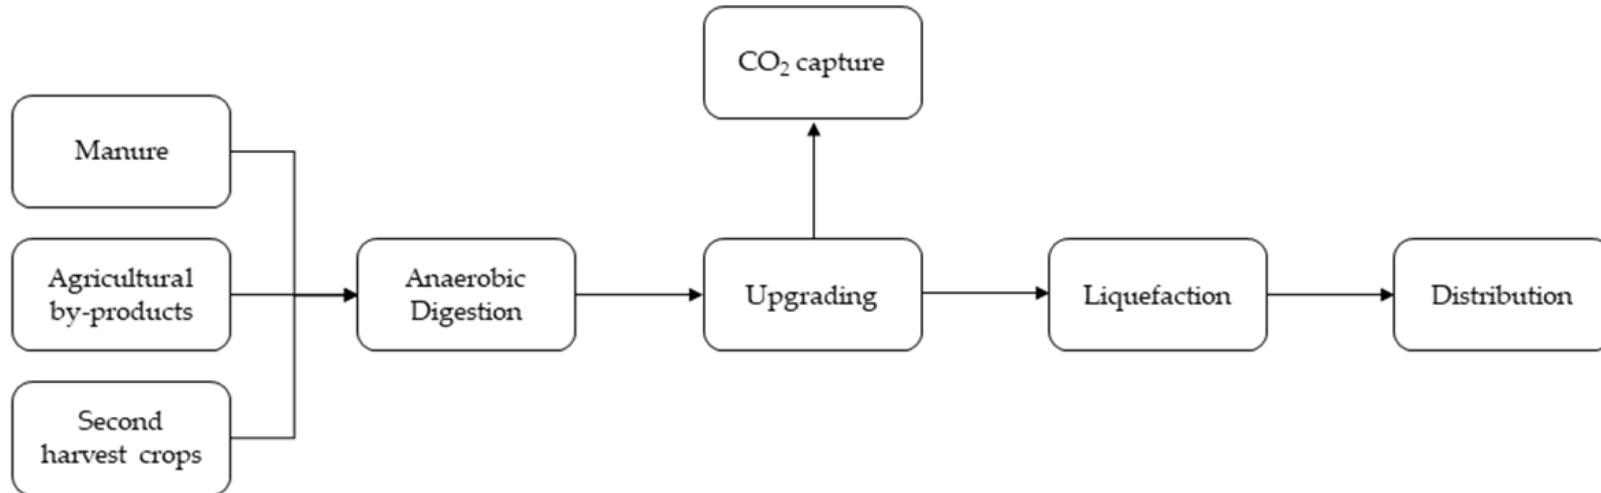 CO₂ capture
Manure
Agricultural
by-products
Anaerobic
Digestion
Upgrading
Liquefaction
Distribution
Second
harvest crops